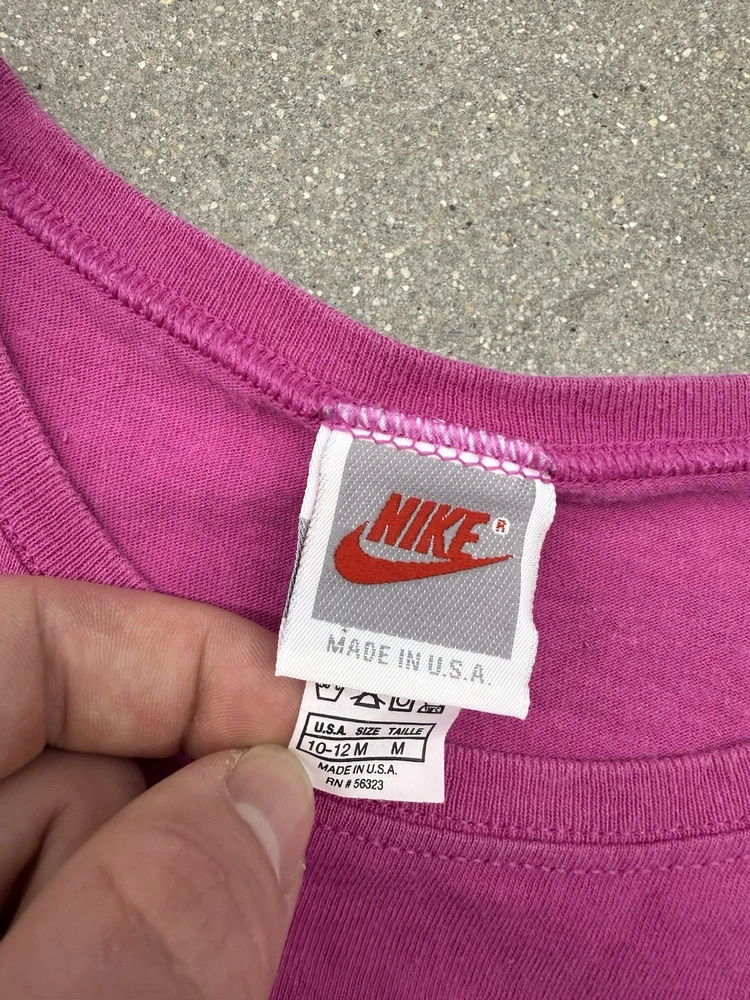 NIKE®
MADE IN U.S.A.
U.S.A. SIZE TAILLE
10-12 M M
MADE IN U.S.A.
RN # 56323